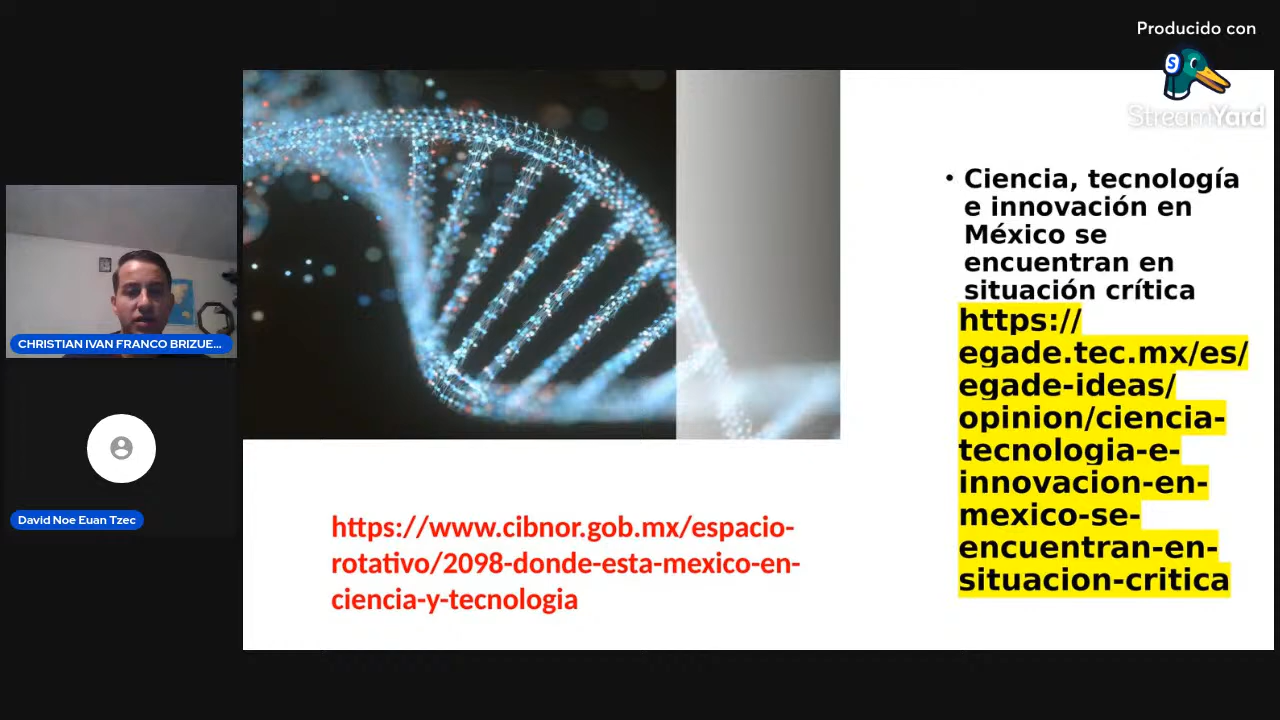 Producido con
StreamYard
• Ciencia, tecnología
e innovación en
México se
encuentran en
situación crítica
https://
egade.tec.mx/es/
egade-ideas/
opinion/ciencia-
tecnologia-e-
innovacion-en-
mexico-se-
encuentran-en-
situacion-critica
https://www.cibnor.gob.mx/espacio-
rotativo/2098-donde-esta-mexico-en-
ciencia-y-tecnologia
CHRISTIAN IVAN FRANCO BRIZUE...
David Noe Euan Tzec